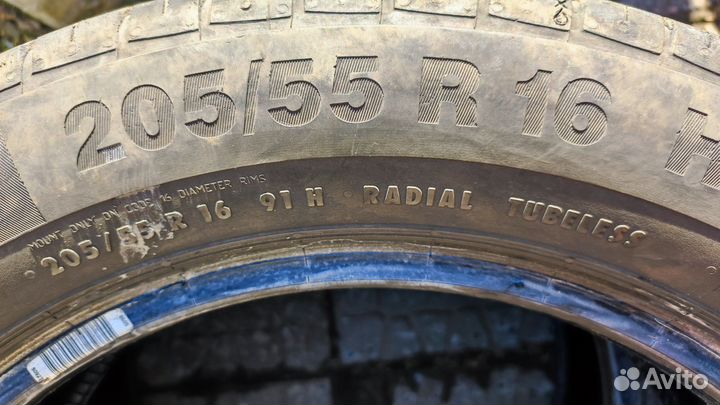 205/55 R 16 H
MOUNT ONLY ON CODE 16 DIAMETER RIMS
205/55 R 16 91 H RADIAL TUBELESS
Avito